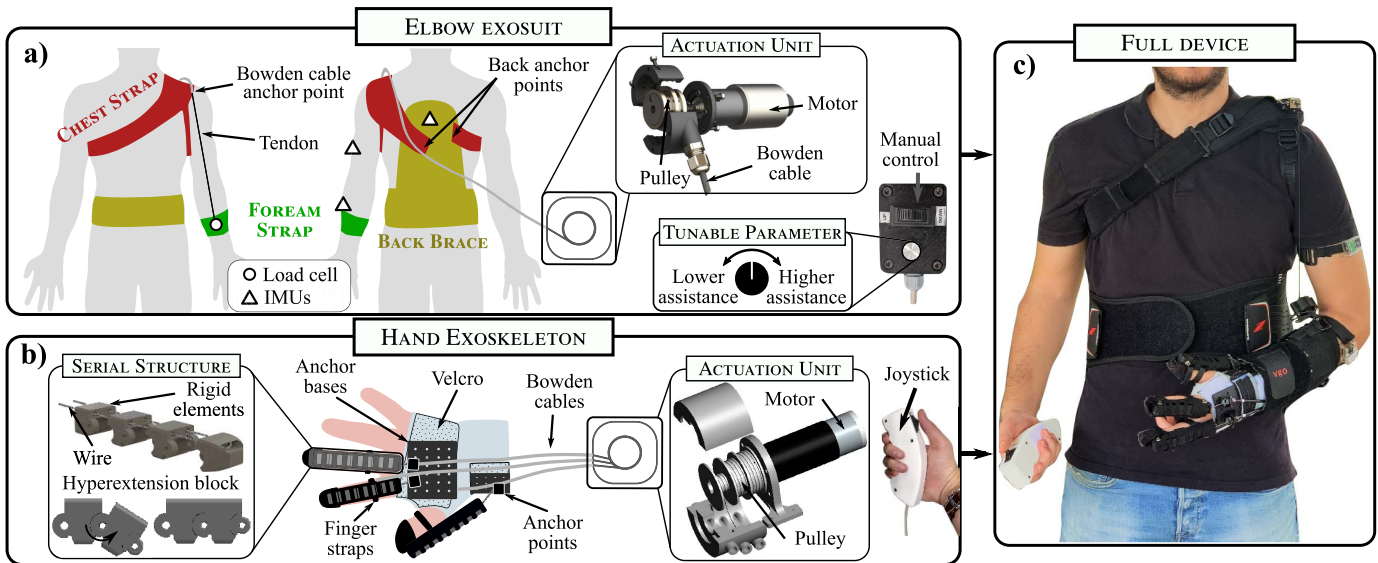 ELBOW EXOSUIT
a)
CHEST STRAP
Bowden cable
anchor point
Tendon
FOREAM
STRAP
Load cell
IMUs
Back anchor
points
BACK BRACE
ACTUATION UNIT
Motor
Pulley
Bowden
cable
Manual
control
UP
DOWN
TUNABLE PARAMETER
Lower
assistance
Higher
assistance
HAND EXOSKELETON
b)
SERIAL STRUCTURE
Rigid
elements
Wire
Hyperextension block
Anchor
bases
Velcro
Bowden
cables
Finger
straps
Anchor
points
ACTUATION UNIT
Motor
Pulley
Joystick
FULL DEVICE
c)